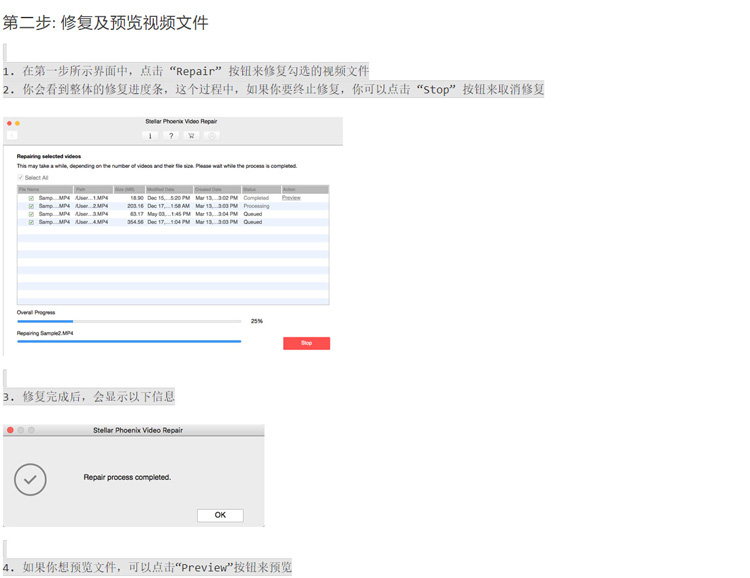 第二步: 修复及预览视频文件
1. 在第一步所示界面中, 点击 “Repair” 按钮来修复勾选的视频文件
2. 你会看到整体的修复进度条, 这个过程中, 如果你要终止修复, 你可以点击 “Stop” 按钮来取消修复
Stellar Phoenix Video Repair
i ?
Repairing selected videos
This may take a while, depending on the number of videos and their file size. Please wait while the process is completed.
Select All
File Name Path Size (MB) Modified Date Created Date Status Action
Samp....MP4 /User...1.MP4 18.90 Dec 15,...5:20 PM Mar 13,...3:02 PM Completed Preview
Samp....MP4 /User...2.MP4 203.18 Dec 17,...1:58 AM Mar 13,...3:03 PM Processing
Samp....MP4 /User...3.MP4 63.17 May 03,...1:45 PM Mar 13,...3:04 PM Queued
Samp....MP4 /User...4.MP4 354.56 Dec 17,...1:04 PM Mar 13,...3:03 PM Queued
Overall Progress
25%
Repairing Sample2.MP4
Stop
3. 修复完成后, 会显示以下信息
Stellar Phoenix Video Repair
Repair process completed.
OK
4. 如果你想预览文件, 可以点击“Preview”按钮来预览